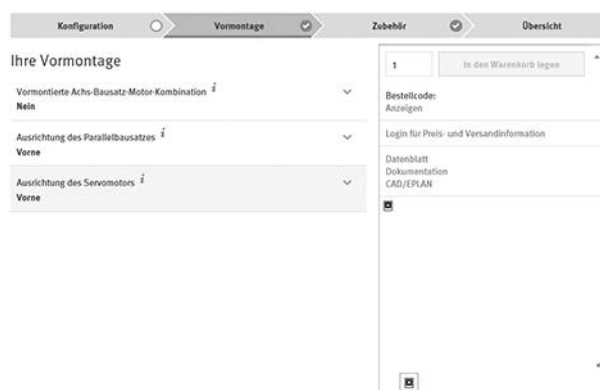 Konfiguration
Vormontage
Zubehör
Übersicht
Ihre Vormontage
Vormontierte Achs-Bausatz-Motor-Kombination i
Nein
Ausrichtung des Parallelbausatzes i
Vorne
Ausrichtung des Servomotors i
Vorne
1
In den Warenkorb legen
Bestellcode:
Anzeigen
Login für Preis- und Versandinformation
Datenblatt
Dokumentation
CAD/EPLAN